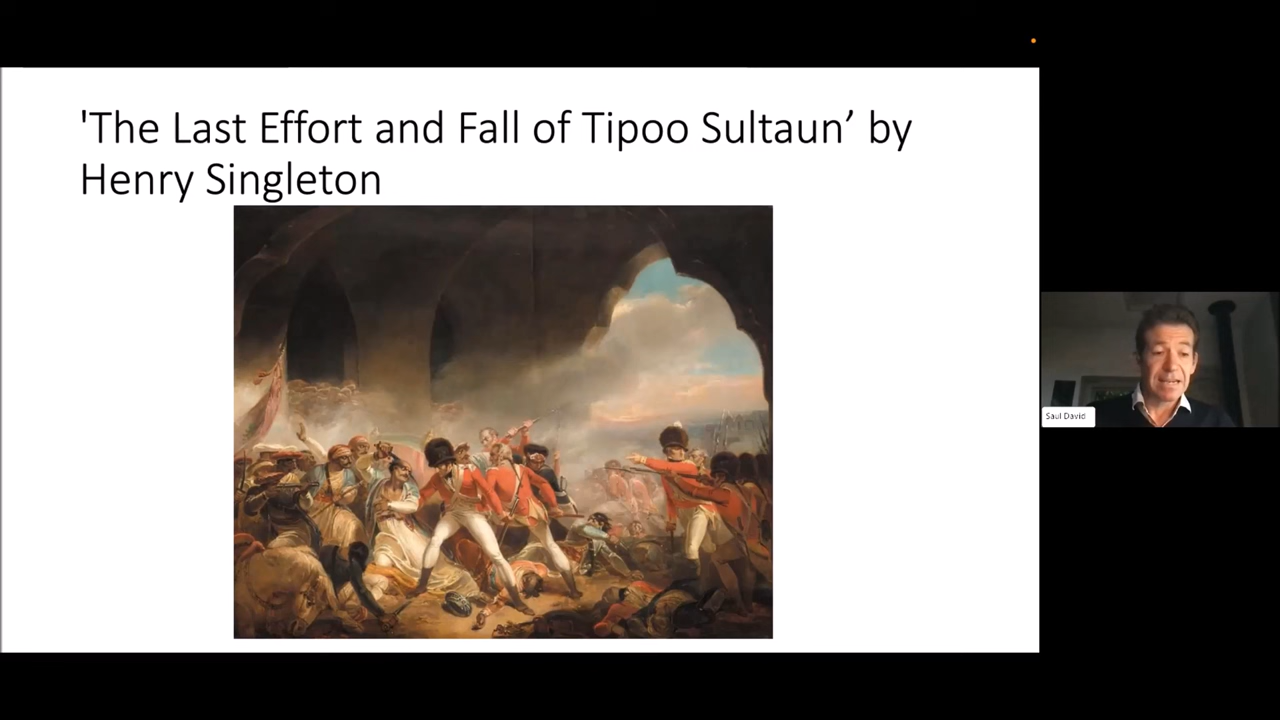 'The Last Effort and Fall of Tipoo Sultaun’ by
Henry Singleton
Saul David